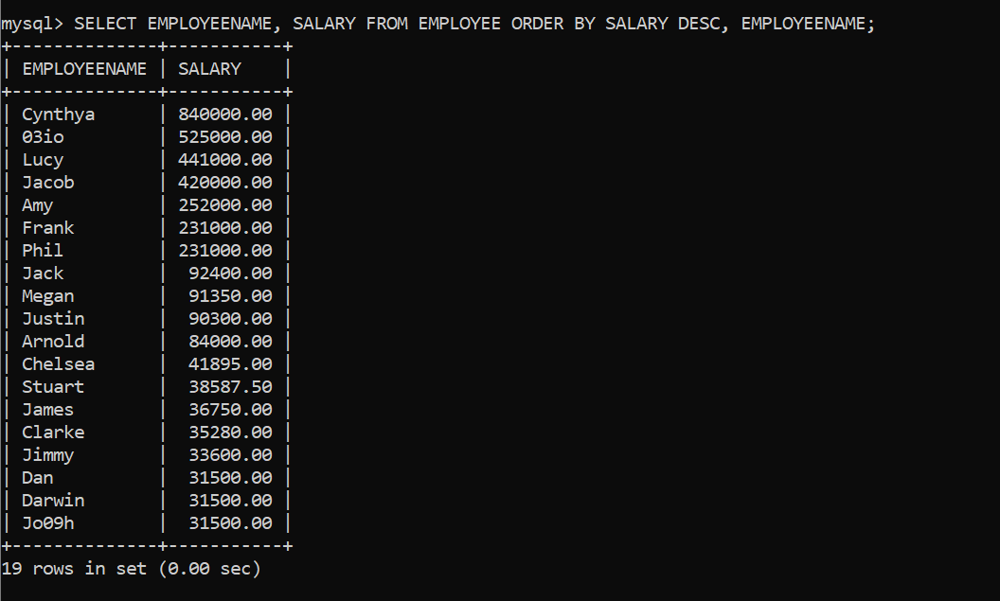 mysql> SELECT EMPLOYEENAME, SALARY FROM EMPLOYEE ORDER BY SALARY DESC, EMPLOYEENAME;
+--------------+-----------+
| EMPLOYEENAME | SALARY    |
+--------------+-----------+
| Cynthya      | 840000.00 |
| 03io         | 525000.00 |
| Lucy         | 441000.00 |
| Jacob        | 420000.00 |
| Amy          | 252000.00 |
| Frank        | 231000.00 |
| Phil         | 231000.00 |
| Jack         |  92400.00 |
| Megan        |  91350.00 |
| Justin       |  90300.00 |
| Arnold       |  84000.00 |
| Chelsea      |  41895.00 |
| Stuart       |  38587.50 |
| James        |  36750.00 |
| Clarke       |  35280.00 |
| Jimmy        |  33600.00 |
| Dan          |  31500.00 |
| Darwin       |  31500.00 |
| Jo09h        |  31500.00 |
+--------------+-----------+
19 rows in set (0.00 sec)